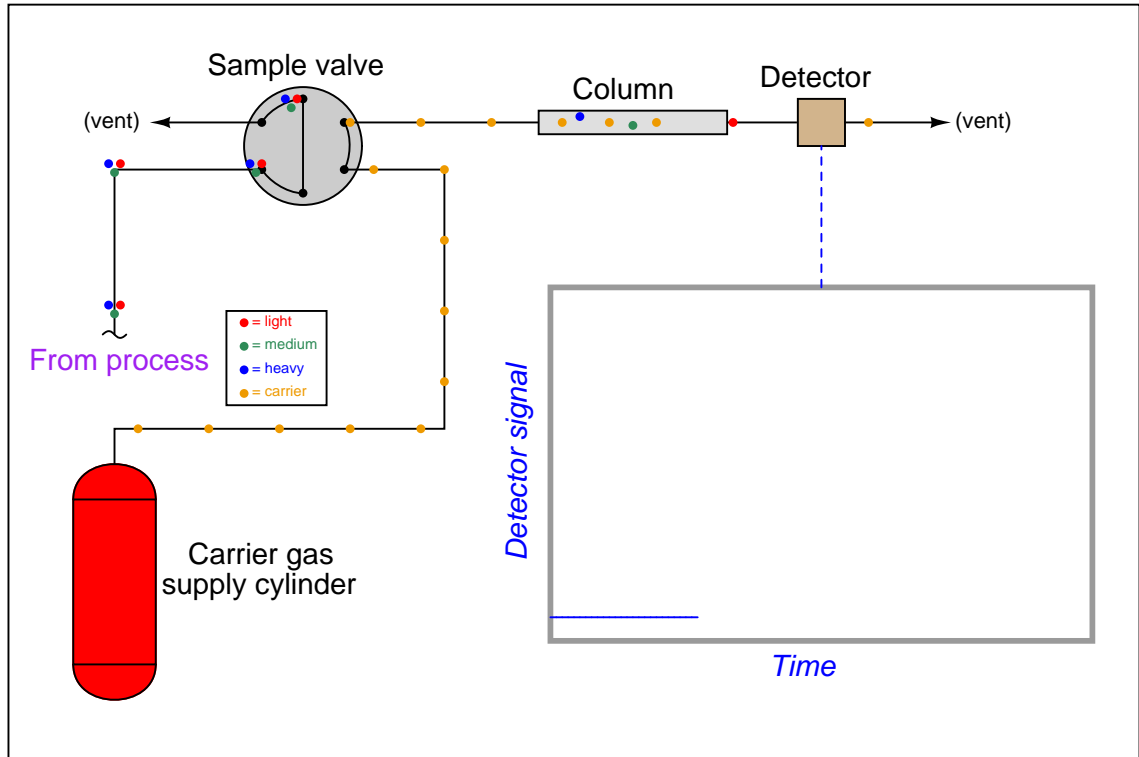 Sample valve
Column
Detector
(vent)
(vent)
= light
= medium
= heavy
= carrier
From process
Detector signal
Carrier gas
supply cylinder
Time